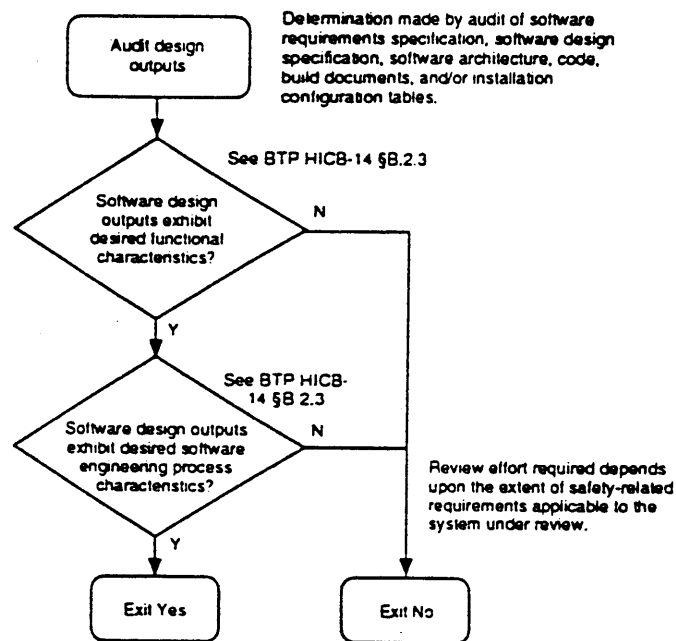 Audit design
outputs
Determination made by audit of software
requirements specification, software design
specification, software architecture, code,
build documents, and/or installation
configuration tables.
See BTP HICB-14 §B.2.3
Software design
outputs exhibit
desired functional
characteristics?
N
Y
See BTP HICB-
14 §B 2.3
Software design outputs
exhibit desired software
engineering process
characteristics?
N
Y
Review effort required depends
upon the extent of safety-related
requirements applicable to the
system under review.
Exit Yes
Exit No